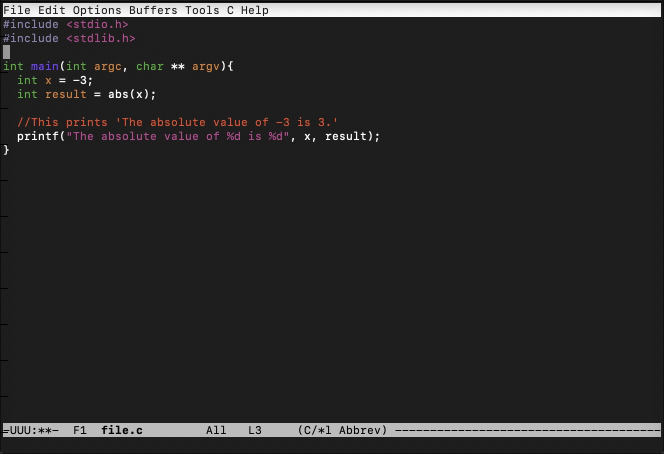 File Edit Options Buffers Tools C Help
#include <stdio.h>
#include <stdlib.h>
int main(int argc, char ** argv){
  int x = -3;
  int result = abs(x);
  //This prints 'The absolute value of -3 is 3.'
  printf("The absolute value of %d is %d", x, result);
}
-UUU:**-  F1  file.c         All   L3     (C/*l Abbrev) --------------------------------------